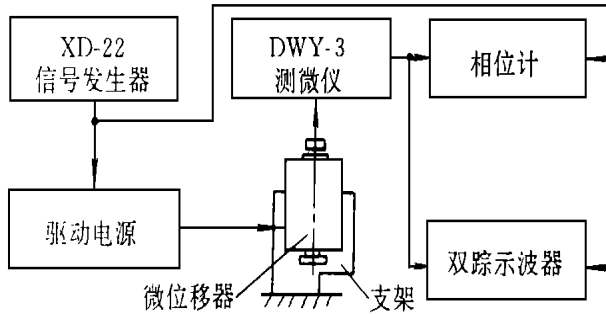 XD-22
信号发生器
DWY-3
测微仪
相位计
驱动电源
双踪示波器
微位移器
支架